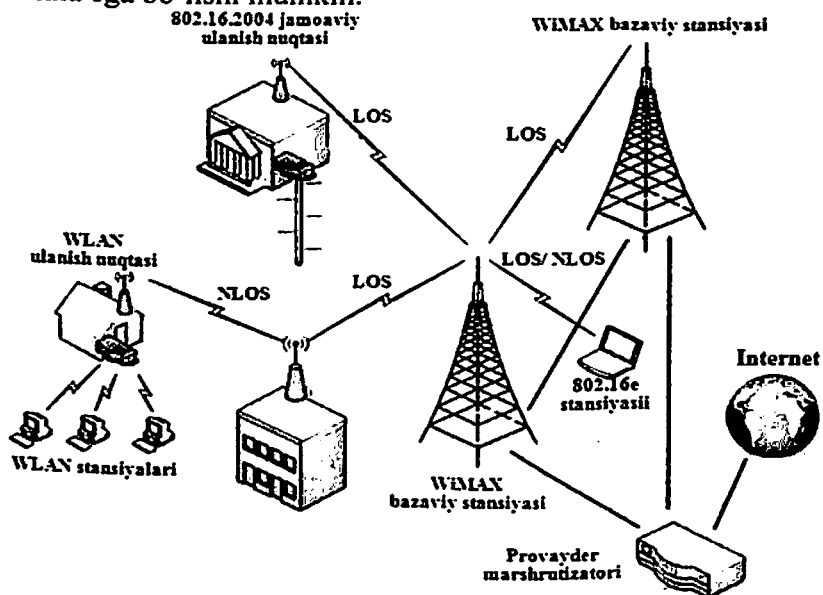 802.16.2004 jamoaviy
ulanish nuqtasi
WiMAX bazaviy stansiyasi
LOS
LOS
WLAN
ulanish nuqtasi
NLOS
LOS
LOS/ NLOS
802.16e
stansiyasii
Internet
WLAN stansiyalari
WiMAX
bazaviy stansiyasi
Provayder
marshrutizatori